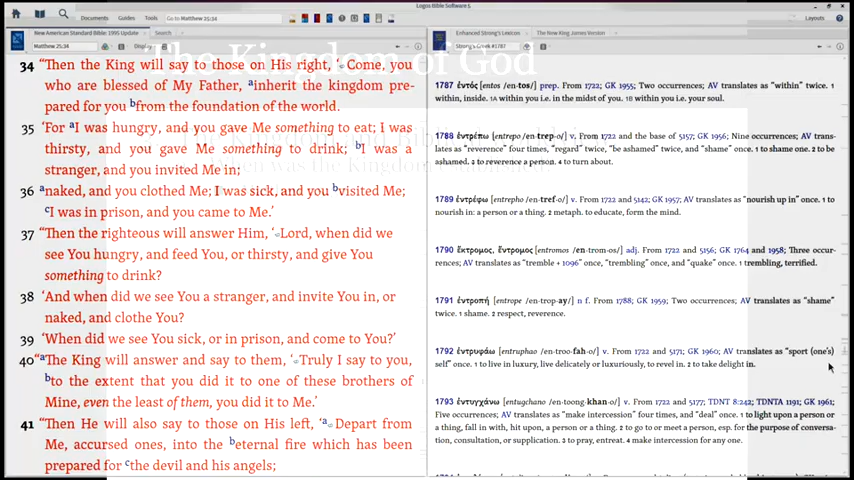 Logos Bible Software 5
Documents Guides Tools Go to Matthew 25:34 Layouts
New American Standard Bible: 1995 Update Search
Matthew 25:34 Display
34 “Then the King will say to those on His right, ‘Come, you
who are blessed of My Father, ainherit the kingdom pre-
pared for you bfrom the foundation of the world.
35 ‘For aI was hungry, and you gave Me something to eat; I was
thirsty, and you gave Me something to drink; bI was a
stranger, and you invited Me in;
36 anaked, and you clothed Me; I was sick, and you bvisited Me;
cI was in prison, and you came to Me.’
37 “Then the righteous will answer Him, ‘Lord, when did we
see You hungry, and feed You, or thirsty, and give You
something to drink?
38 ‘And when did we see You a stranger, and invite You in, or
naked, and clothe You?
39 ‘When did we see You sick, or in prison, and come to You?’
40 “aThe King will answer and say to them, ‘Truly I say to you,
bto the extent that you did it to one of these brothers of
Mine, even the least of them, you did it to Me.’
41 “Then He will also say to those on His left, ‘aDepart from
Me, accursed ones, into the beternal fire which has been
prepared for cthe devil and his angels;
The Kingdom of God
Enhanced Strong's Lexicon The New King James Version
Strong's Greek #1787 Display
1787 ἐντός [entos /en·tos/] prep. From 1722; GK 1955; Two occurrences; AV translates as “within” twice. 1
within, inside. 1A within you i.e. in the midst of you. 1B within you i.e. your soul.
1788 ἐντρέπω [entrepo /en·trep·o/] v. From 1722 and the base of 5157; GK 1956; Nine occurrences; AV trans-
lates as “reverence” four times, “regard” twice, “be ashamed” twice, and “shame” once. 1 to shame one. 2 to be
ashamed. 3 to reverence a person. 4 to turn about.
1789 ἐντρέφω [entrepho /en·tref·o/] v. From 1722 and 5142; GK 1957; AV translates as “nourish up in” once. 1 to
nourish in: a person or a thing. 2 metaph. to educate, form the mind.
1790 ἔκτρομος, ἔντρομος [entromos /en·trom·os/] adj. From 1722 and 5156; GK 1764 and 1958; Three occur-
rences; AV translates as “tremble + 1096” once, “trembling” once, and “quake” once. 1 trembling, terrified.
1791 ἐντροπή [entrope /en·trop·ay/] n f. From 1788; GK 1959; Two occurrences; AV translates as “shame”
twice. 1 shame. 2 respect, reverence.
1792 ἐντρυφάω [entruphao /en·troo·fah·o/] v. From 1722 and 5171; GK 1960; AV translates as “sport (one's)
self” once. 1 to live in luxury, live delicately or luxuriously, to revel in. 2 to take delight in.
1793 ἐντυγχάνω [entugchano /en·toong·khan·o/] v. From 1722 and 5177; TDNT 8:242; TDNTA 1191; GK 1961;
Five occurrences; AV translates as “make intercession” four times, and “deal” once. 1 to light upon a person or
a thing, fall in with, hit upon, a person or a thing. 2 to go to or meet a person, esp. for the purpose of conversa-
tion, consultation, or supplication. 3 to pray, entreat. 4 make intercession for any one.